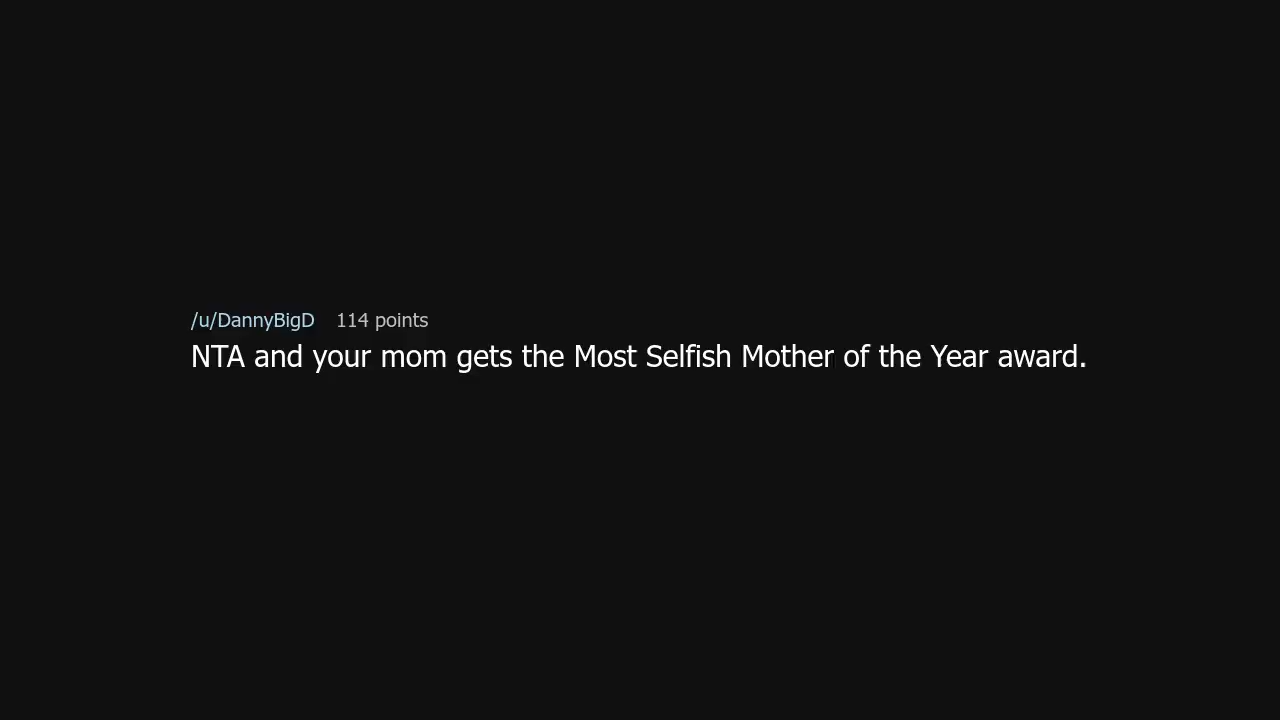 /u/DannyBigD 114 points
NTA and your mom gets the Most Selfish Mother of the Year award.